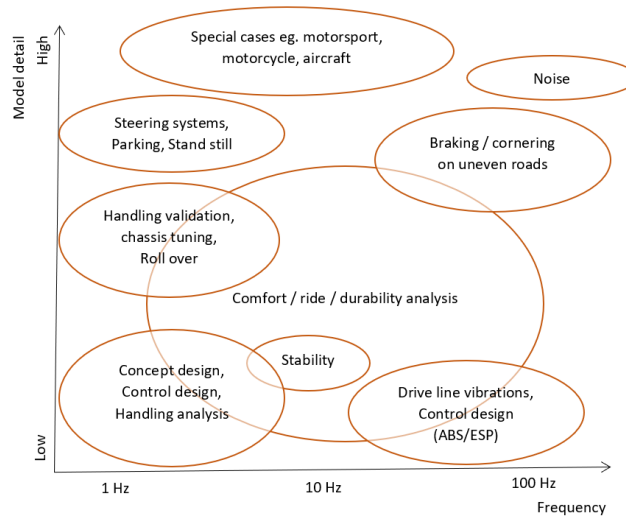 Model detail
High
Low
Special cases eg. motorsport,
motorcycle, aircraft
Noise
Steering systems,
Parking, Stand still
Braking / cornering
on uneven roads
Handling validation,
chassis tuning,
Roll over
Comfort / ride / durability analysis
Stability
Concept design,
Control design,
Handling analysis
Drive line vibrations,
Control design
(ABS/ESP)
1 Hz
10 Hz
100 Hz
Frequency